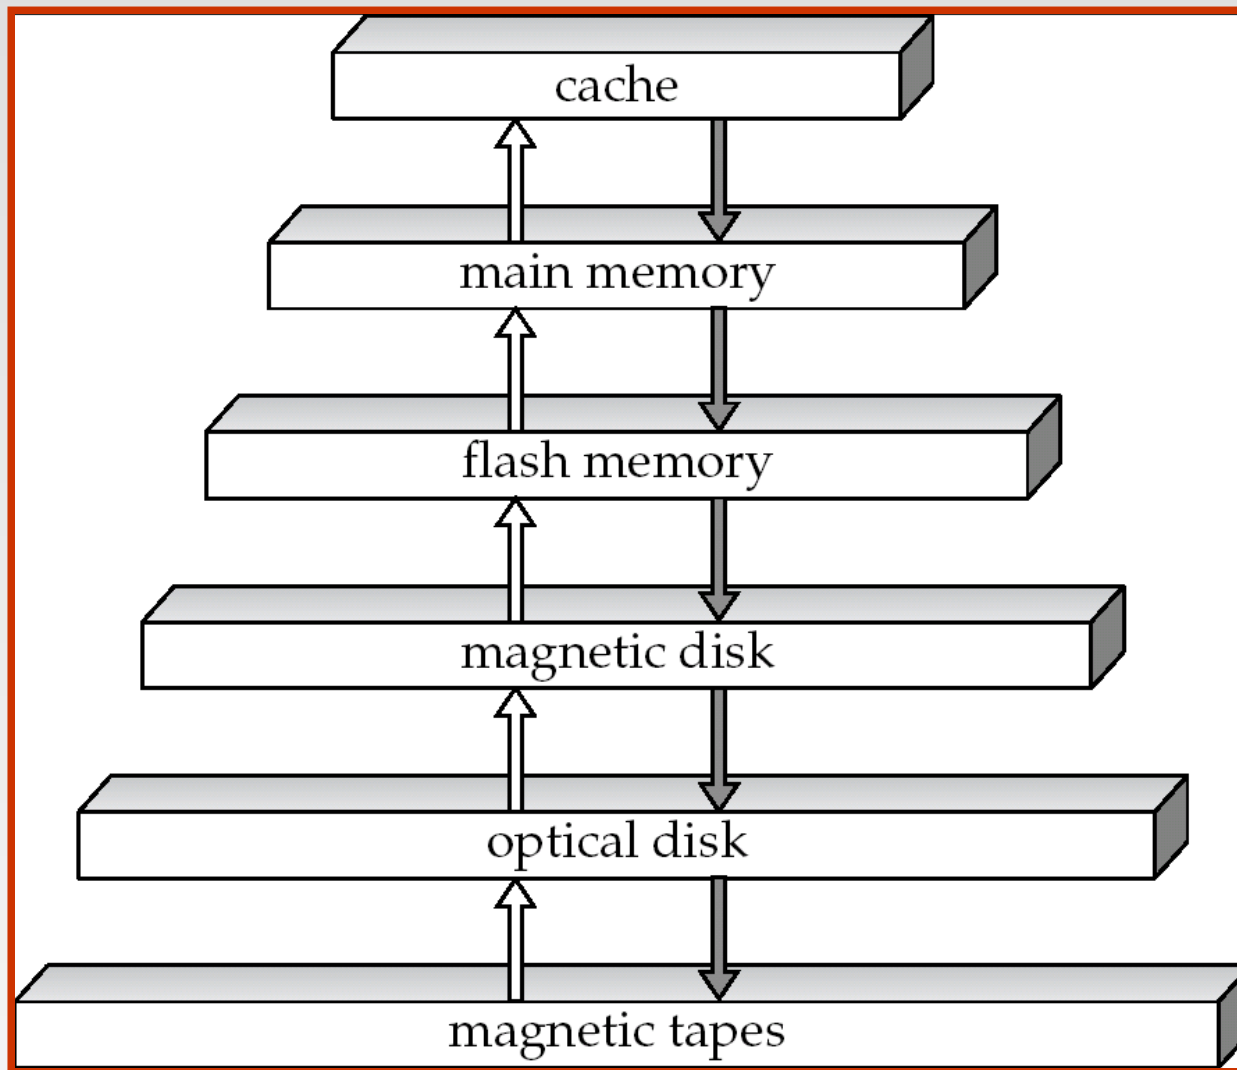 cache
main memory
flash memory
magnetic disk
optical disk
magnetic tapes